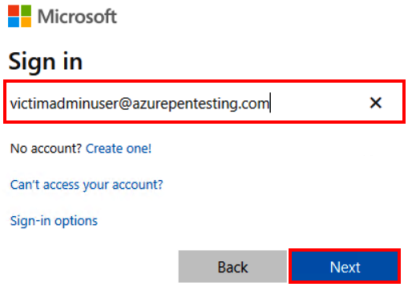 Microsoft
Sign in
victimadminuser@azurepentesting.com
No account? Create one!
Can't access your account?
Sign-in options
Back Next